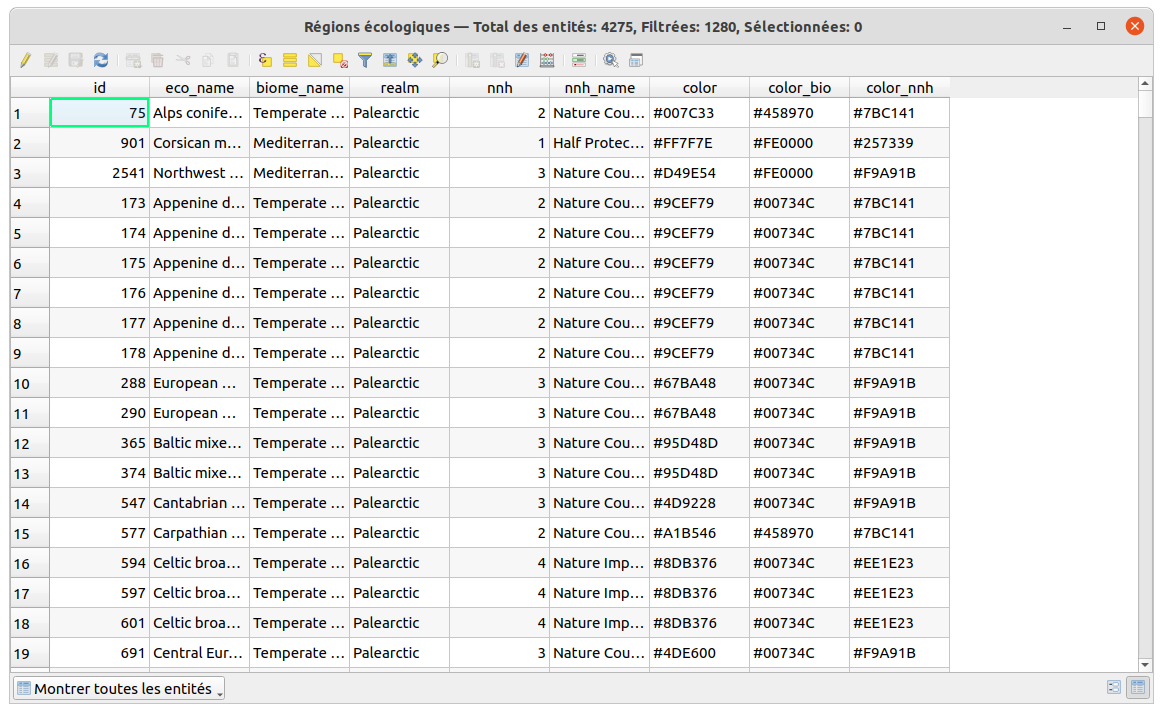 Régions écologiques — Total des entités: 4275, Filtrées: 1280, Sélectionnées: 0
id eco_name biome_name realm nnh nnh_name color color_bio color_nnh
1 75 Alps conife... Temperate ... Palearctic 2 Nature Cou... #007C33 #458970 #7BC141
2 901 Corsican m... Mediterran... Palearctic 1 Half Protec... #FF7F7E #FE0000 #257339
3 2541 Northwest ... Mediterran... Palearctic 3 Nature Cou... #D49E54 #FE0000 #F9A91B
4 173 Appenine d... Temperate ... Palearctic 2 Nature Cou... #9CEF79 #00734C #7BC141
5 174 Appenine d... Temperate ... Palearctic 2 Nature Cou... #9CEF79 #00734C #7BC141
6 175 Appenine d... Temperate ... Palearctic 2 Nature Cou... #9CEF79 #00734C #7BC141
7 176 Appenine d... Temperate ... Palearctic 2 Nature Cou... #9CEF79 #00734C #7BC141
8 177 Appenine d... Temperate ... Palearctic 2 Nature Cou... #9CEF79 #00734C #7BC141
9 178 Appenine d... Temperate ... Palearctic 2 Nature Cou... #9CEF79 #00734C #7BC141
10 288 European ... Temperate ... Palearctic 3 Nature Cou... #67BA48 #00734C #F9A91B
11 290 European ... Temperate ... Palearctic 3 Nature Cou... #67BA48 #00734C #F9A91B
12 365 Baltic mixe... Temperate ... Palearctic 3 Nature Cou... #95D48D #00734C #F9A91B
13 374 Baltic mixe... Temperate ... Palearctic 3 Nature Cou... #95D48D #00734C #F9A91B
14 547 Cantabrian ... Temperate ... Palearctic 3 Nature Cou... #4D9228 #00734C #F9A91B
15 577 Carpathian ... Temperate ... Palearctic 2 Nature Cou... #A1B546 #458970 #7BC141
16 594 Celtic broa... Temperate ... Palearctic 4 Nature Imp... #8DB376 #00734C #EE1E23
17 597 Celtic broa... Temperate ... Palearctic 4 Nature Imp... #8DB376 #00734C #EE1E23
18 601 Celtic broa... Temperate ... Palearctic 4 Nature Imp... #8DB376 #00734C #EE1E23
19 691 Central Eur... Temperate ... Palearctic 3 Nature Cou... #4DE600 #00734C #F9A91B
Montrer toutes les entités